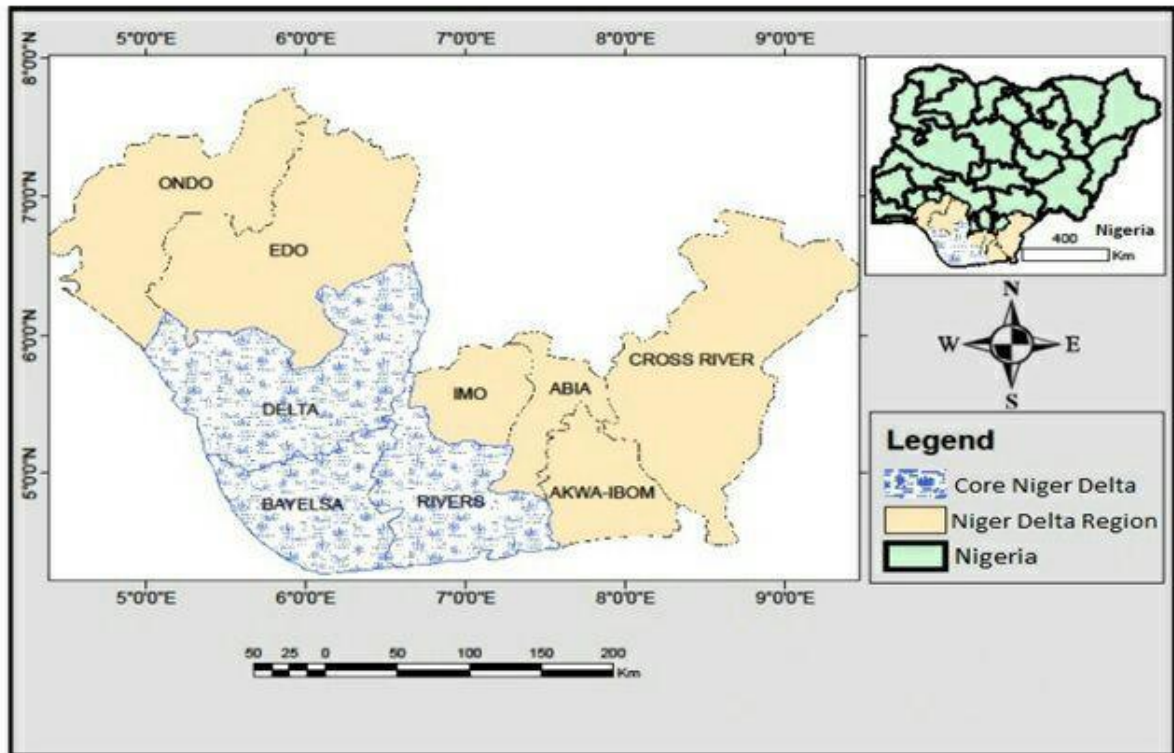 5°0'0"E 6°0'0"E 7°0'0"E 8°0'0"E 9°0'0"E
8°0'0"N
7°0'0"N
6°0'0"N
5°0'0"N
ONDO
EDO
DELTA
BAYELSA
RIVERS
IMO
ABIA
AKWA-IBOM
CROSS RIVER
5°0'0"E 6°0'0"E 7°0'0"E 8°0'0"E 9°0'0"E
50 25 0 50 100 150 200
Km
Nigeria
400
Km
N
W E
S
Legend
Core Niger Delta
Niger Delta Region
Nigeria